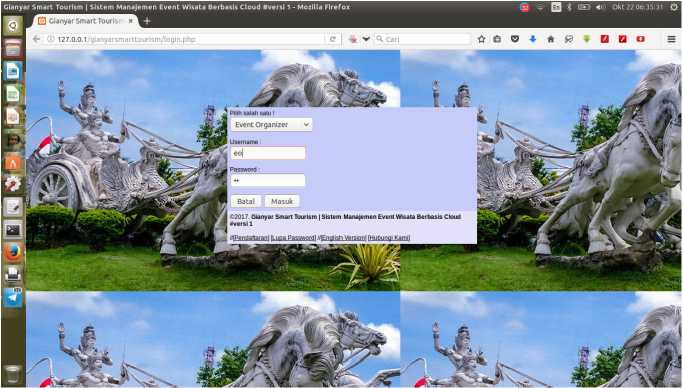 Gianyar Smart Tourism | Sistem Manajemen Event Wisata Berbasis Cloud #versi 1 - Mozilla Firefox
En
Okt 22 06:35:31
Gianyar Smart Touris...
127.0.0.1/gianyarsmarttourism/login.php
Cari
Pilih salah satu !
Event Organizer
Username :
eo
Password :
••
Batal Masuk
©2017. Gianyar Smart Tourism | Sistem Manajemen Event Wisata Berbasis Cloud
#versi 1
//[Pendaftaran] [Lupa Password] //[English Version] [Hubungi Kami]